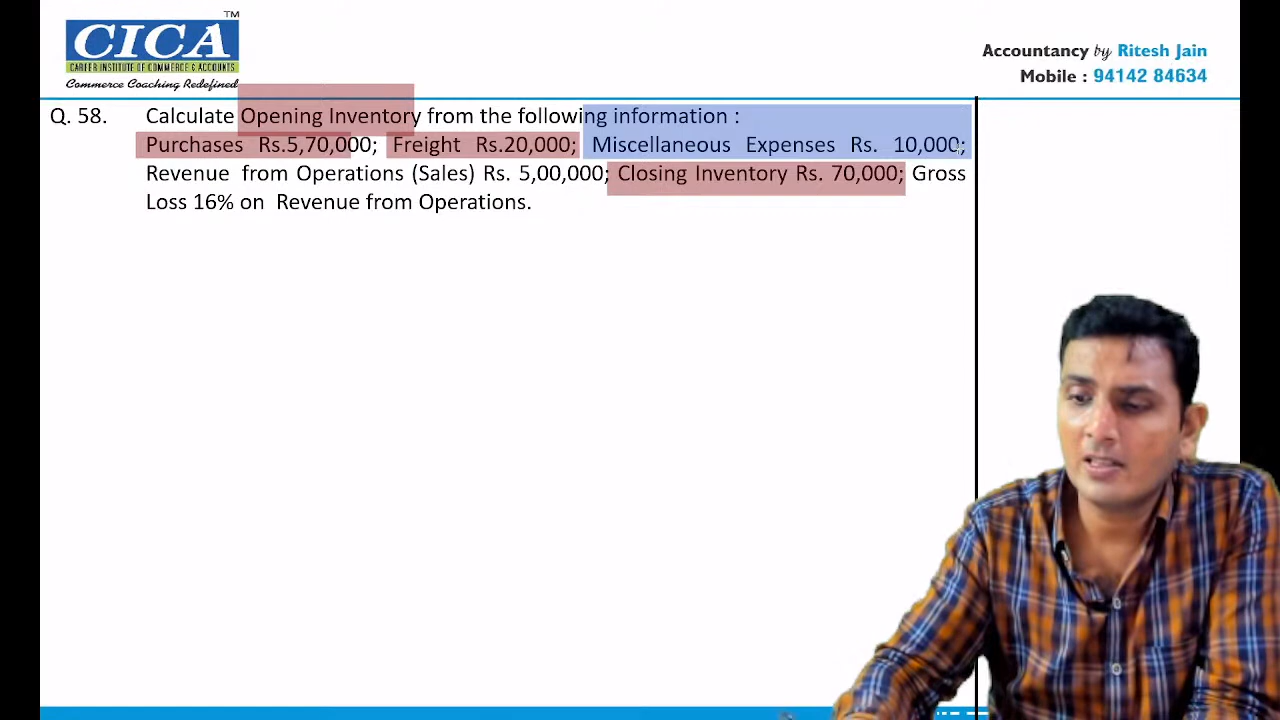 TM
CICA
CAREER INSTITUTE OF COMMERCE & ACCOUNTS
Commerce Coaching Redefined
Accountancy by Ritesh Jain
Mobile : 94142 84634
Q. 58. Calculate Opening Inventory from the following information :
Purchases Rs.5,70,000; Freight Rs.20,000; Miscellaneous Expenses Rs. 10,000;
Revenue from Operations (Sales) Rs. 5,00,000; Closing Inventory Rs. 70,000; Gross
Loss 16% on Revenue from Operations.